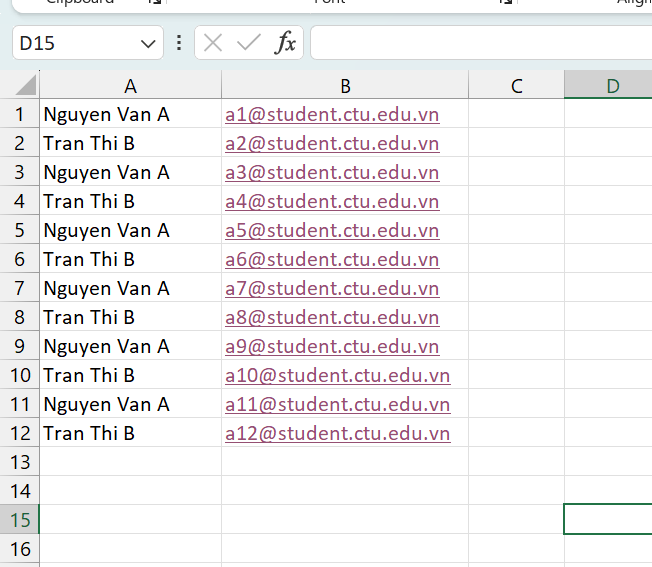 D15 fx
A B C D
1 Nguyen Van A a1@student.ctu.edu.vn
2 Tran Thi B a2@student.ctu.edu.vn
3 Nguyen Van A a3@student.ctu.edu.vn
4 Tran Thi B a4@student.ctu.edu.vn
5 Nguyen Van A a5@student.ctu.edu.vn
6 Tran Thi B a6@student.ctu.edu.vn
7 Nguyen Van A a7@student.ctu.edu.vn
8 Tran Thi B a8@student.ctu.edu.vn
9 Nguyen Van A a9@student.ctu.edu.vn
10 Tran Thi B a10@student.ctu.edu.vn
11 Nguyen Van A a11@student.ctu.edu.vn
12 Tran Thi B a12@student.ctu.edu.vn
13
14
15
16